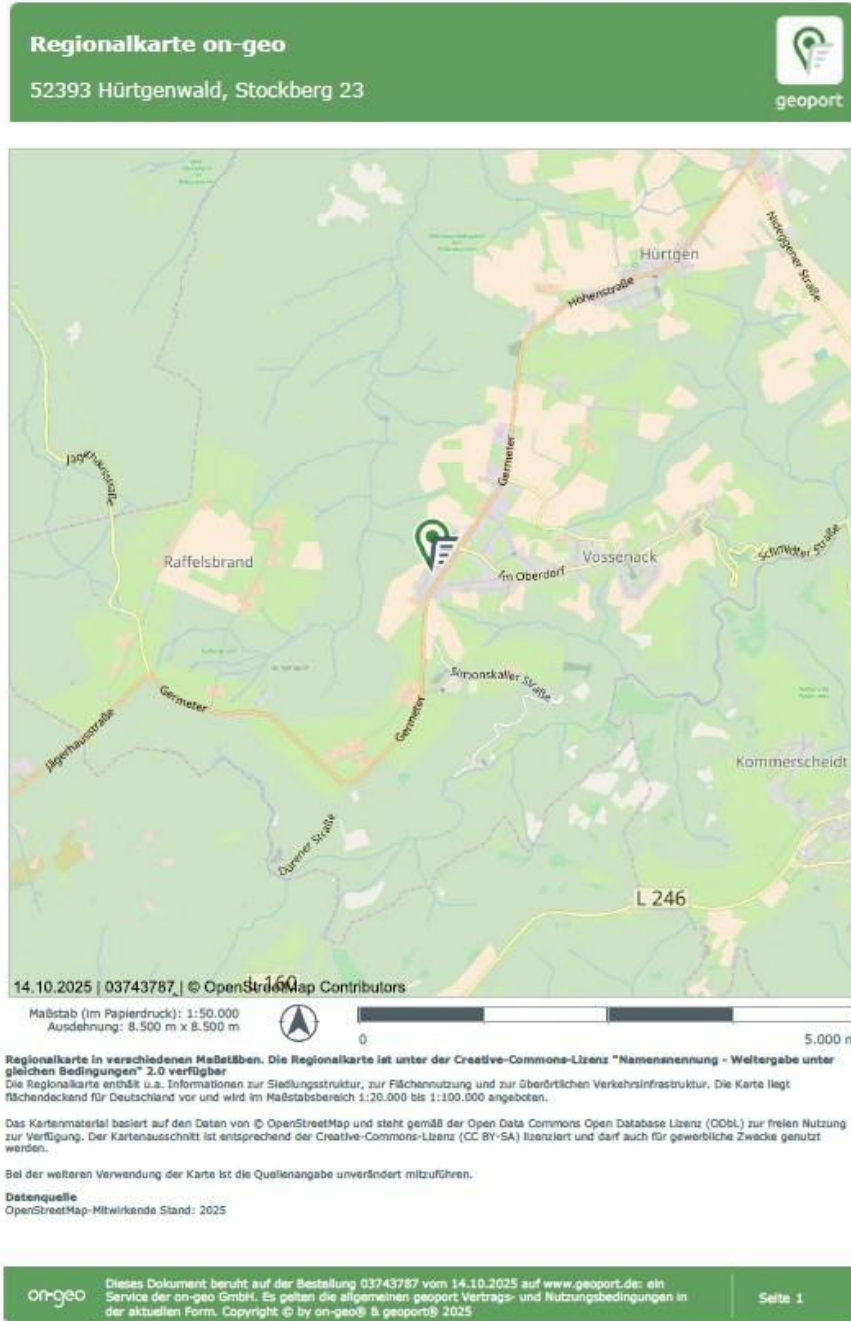 Regionalkarte on-geo
52393 Hürtgenwald, Stockberg 23
geoport
Hürtgen
Höhenstraße
Nideggener Straße
Germeter
Jägerhausstraße
Raffelsbrand
Vossenack
Im Oberdorf
Schmidter Straße
Simonskaller Straße
Germeter
Germeter
Jägerhausstraße
Kommerscheidt
Dürener Straße
L 246
L 160
14.10.2025 | 03743787_| © OpenStreetMap Contributors
Maßstab (im Papierdruck): 1:50.000
Ausdehnung: 8.500 m x 8.500 m
0
5.000 m
Regionalkarte in verschiedenen Maßstäben. Die Regionalkarte ist unter der Creative-Commons-Lizenz "Namensnennung - Weitergabe unter
gleichen Bedingungen" 2.0 verfügbar
Die Regionalkarte enthält u.a. Informationen zur Siedlungsstruktur, zur Flächennutzung und zur überörtlichen Verkehrsinfrastruktur. Die Karte liegt
flächendeckend für Deutschland vor und wird im Maßstabsbereich 1:20.000 bis 1:100.000 angeboten.
Das Kartenmaterial basiert auf den Daten von © OpenStreetMap und steht gemäß der Open Data Commons Open Database Lizenz (ODbL) zur freien Nutzung
zur Verfügung. Der Kartenausschnitt ist entsprechend der Creative-Commons-Lizenz (CC BY-SA) lizenziert und darf auch für gewerbliche Zwecke genutzt
werden.
Bei der weiteren Verwendung der Karte ist die Quellenangabe unverändert mitzuführen.
Datenquelle
OpenStreetMap-Mitwirkende Stand: 2025
on-geo
Dieses Dokument beruht auf der Bestellung 03743787 vom 14.10.2025 auf www.geoport.de: ein
Service der on-geo GmbH. Es gelten die allgemeinen geoport Vertrags- und Nutzungsbedingungen in
der aktuellen Form. Copyright © by on-geo® & geoport® 2025
Seite 1